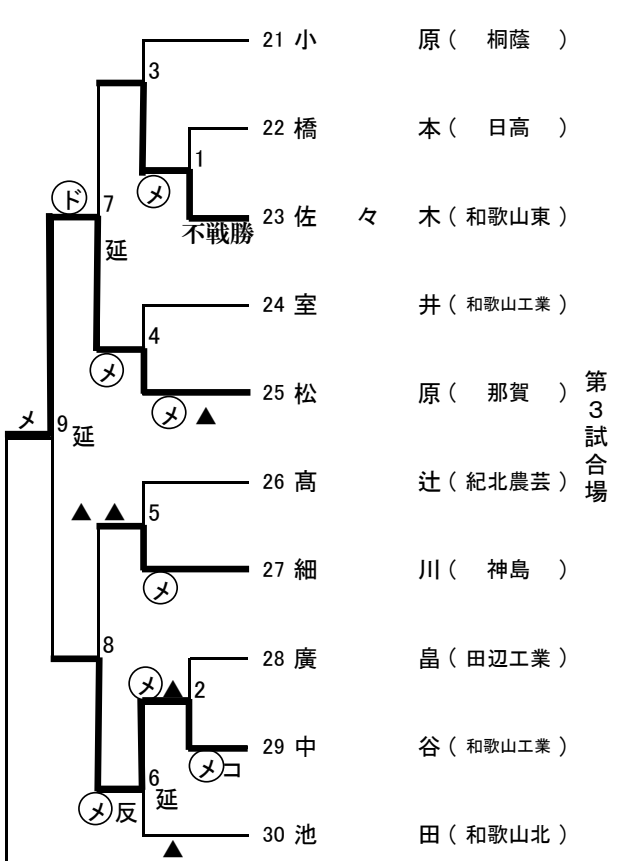 21 小 原 ( 桐蔭 )
3
22 橋 本 ( 日高 )
1
メ
ド 7
23 佐 々 木 ( 和歌山東 )
不戦勝
延
24 室 井 ( 和歌山工業 )
4
メ
25 松 原 ( 那賀 )
メ ▲
第3試合場
メ 9 延
26 髙 辻 ( 紀北農芸 )
▲ ▲ 5
27 細 川 ( 神島 )
メ
8
28 廣 畠 ( 田辺工業 )
メ ▲ 2
29 中 谷 ( 和歌山工業 )
メ コ
6
メ 反 延
30 池 田 ( 和歌山北 )
▲